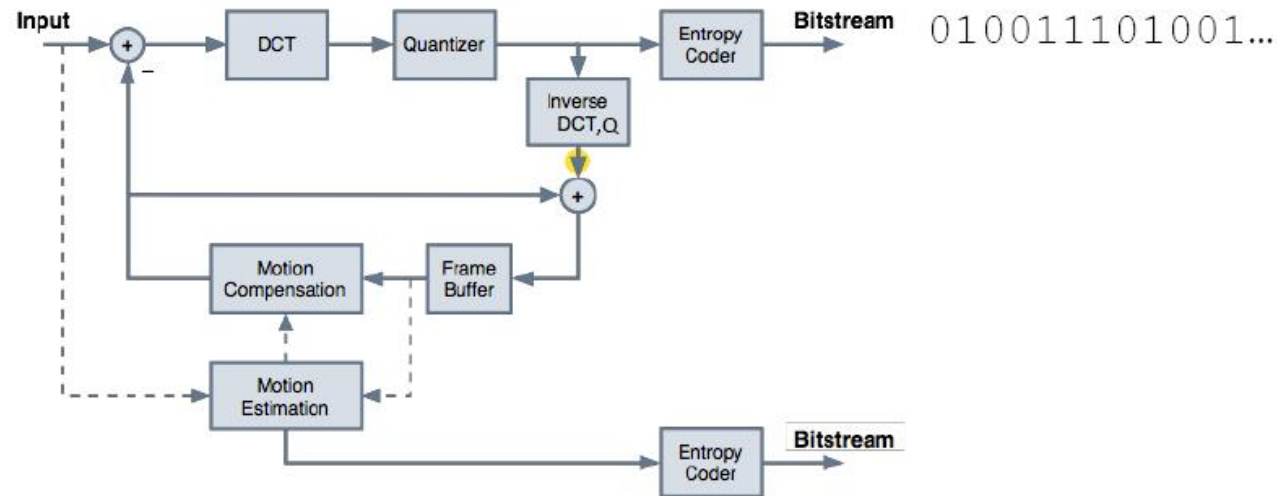 Input
+
−
DCT
Quantizer
Entropy
Coder
Bitstream
010011101001...
Inverse
DCT,Q
+
Motion
Compensation
Frame
Buffer
Motion
Estimation
Entropy
Coder
Bitstream